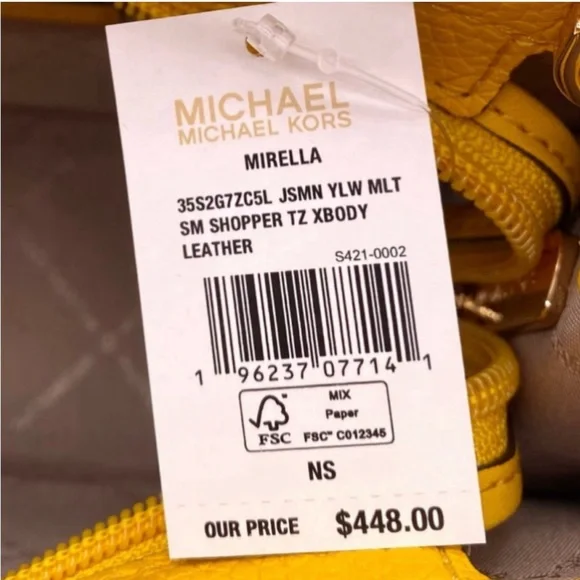 MICHAEL
MICHAEL KORS
MIRELLA
35S2G7ZC5L JSMN YLW MLT
SM SHOPPER TZ XBODY
LEATHER
S421-0002
1 96237 07714 1
MIX
Paper
FSC FSC™ C012345
NS
OUR PRICE $448.00